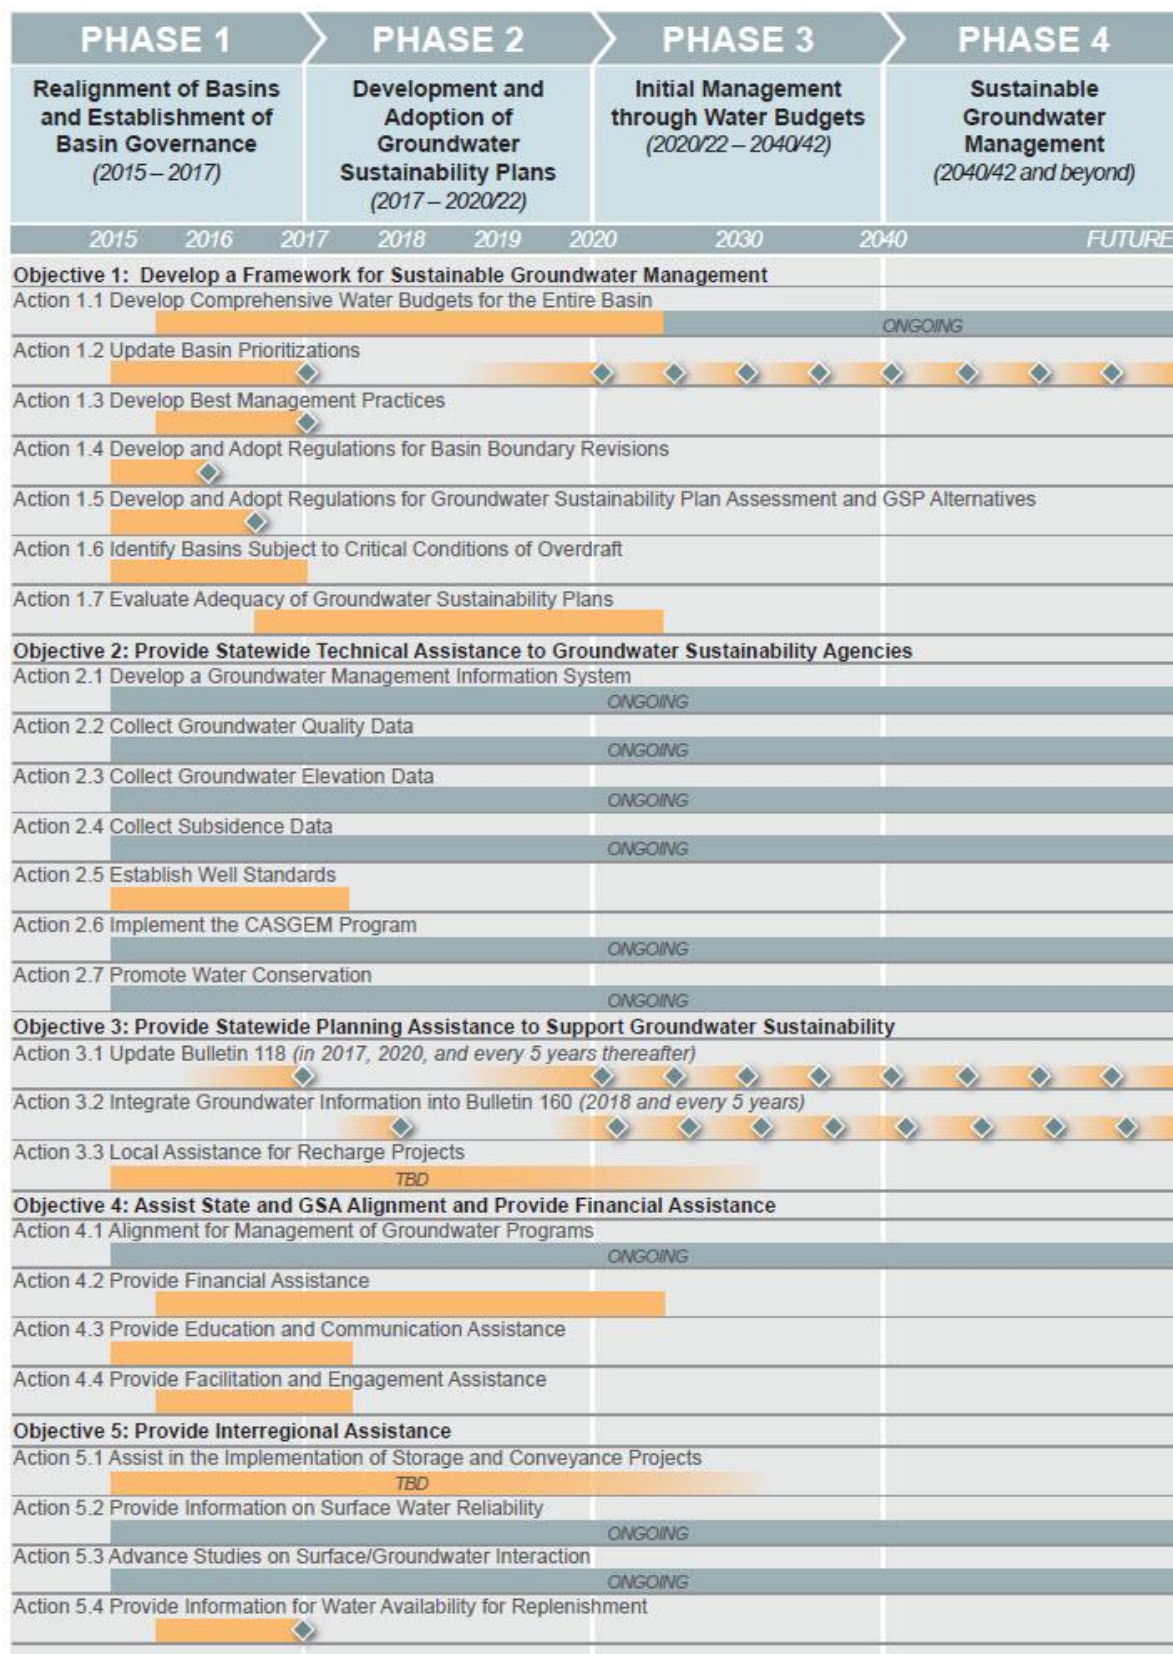 PHASE 1
PHASE 2
PHASE 3
PHASE 4
Realignment of Basins
and Establishment of
Basin Governance
(2015 – 2017)
Development and
Adoption of
Groundwater
Sustainability Plans
(2017 – 2020/22)
Initial Management
through Water Budgets
(2020/22 – 2040/42)
Sustainable
Groundwater
Management
(2040/42 and beyond)
2015 2016 2017 2018 2019 2020 2030 2040 FUTURE
Objective 1: Develop a Framework for Sustainable Groundwater Management
Action 1.1 Develop Comprehensive Water Budgets for the Entire Basin
ONGOING
Action 1.2 Update Basin Prioritizations
Action 1.3 Develop Best Management Practices
Action 1.4 Develop and Adopt Regulations for Basin Boundary Revisions
Action 1.5 Develop and Adopt Regulations for Groundwater Sustainability Plan Assessment and GSP Alternatives
Action 1.6 Identify Basins Subject to Critical Conditions of Overdraft
Action 1.7 Evaluate Adequacy of Groundwater Sustainability Plans
Objective 2: Provide Statewide Technical Assistance to Groundwater Sustainability Agencies
Action 2.1 Develop a Groundwater Management Information System
ONGOING
Action 2.2 Collect Groundwater Quality Data
ONGOING
Action 2.3 Collect Groundwater Elevation Data
ONGOING
Action 2.4 Collect Subsidence Data
ONGOING
Action 2.5 Establish Well Standards
Action 2.6 Implement the CASGEM Program
ONGOING
Action 2.7 Promote Water Conservation
ONGOING
Objective 3: Provide Statewide Planning Assistance to Support Groundwater Sustainability
Action 3.1 Update Bulletin 118 (in 2017, 2020, and every 5 years thereafter)
Action 3.2 Integrate Groundwater Information into Bulletin 160 (2018 and every 5 years)
Action 3.3 Local Assistance for Recharge Projects
TBD
Objective 4: Assist State and GSA Alignment and Provide Financial Assistance
Action 4.1 Alignment for Management of Groundwater Programs
ONGOING
Action 4.2 Provide Financial Assistance
Action 4.3 Provide Education and Communication Assistance
Action 4.4 Provide Facilitation and Engagement Assistance
Objective 5: Provide Interregional Assistance
Action 5.1 Assist in the Implementation of Storage and Conveyance Projects
TBD
Action 5.2 Provide Information on Surface Water Reliability
ONGOING
Action 5.3 Advance Studies on Surface/Groundwater Interaction
ONGOING
Action 5.4 Provide Information for Water Availability for Replenishment